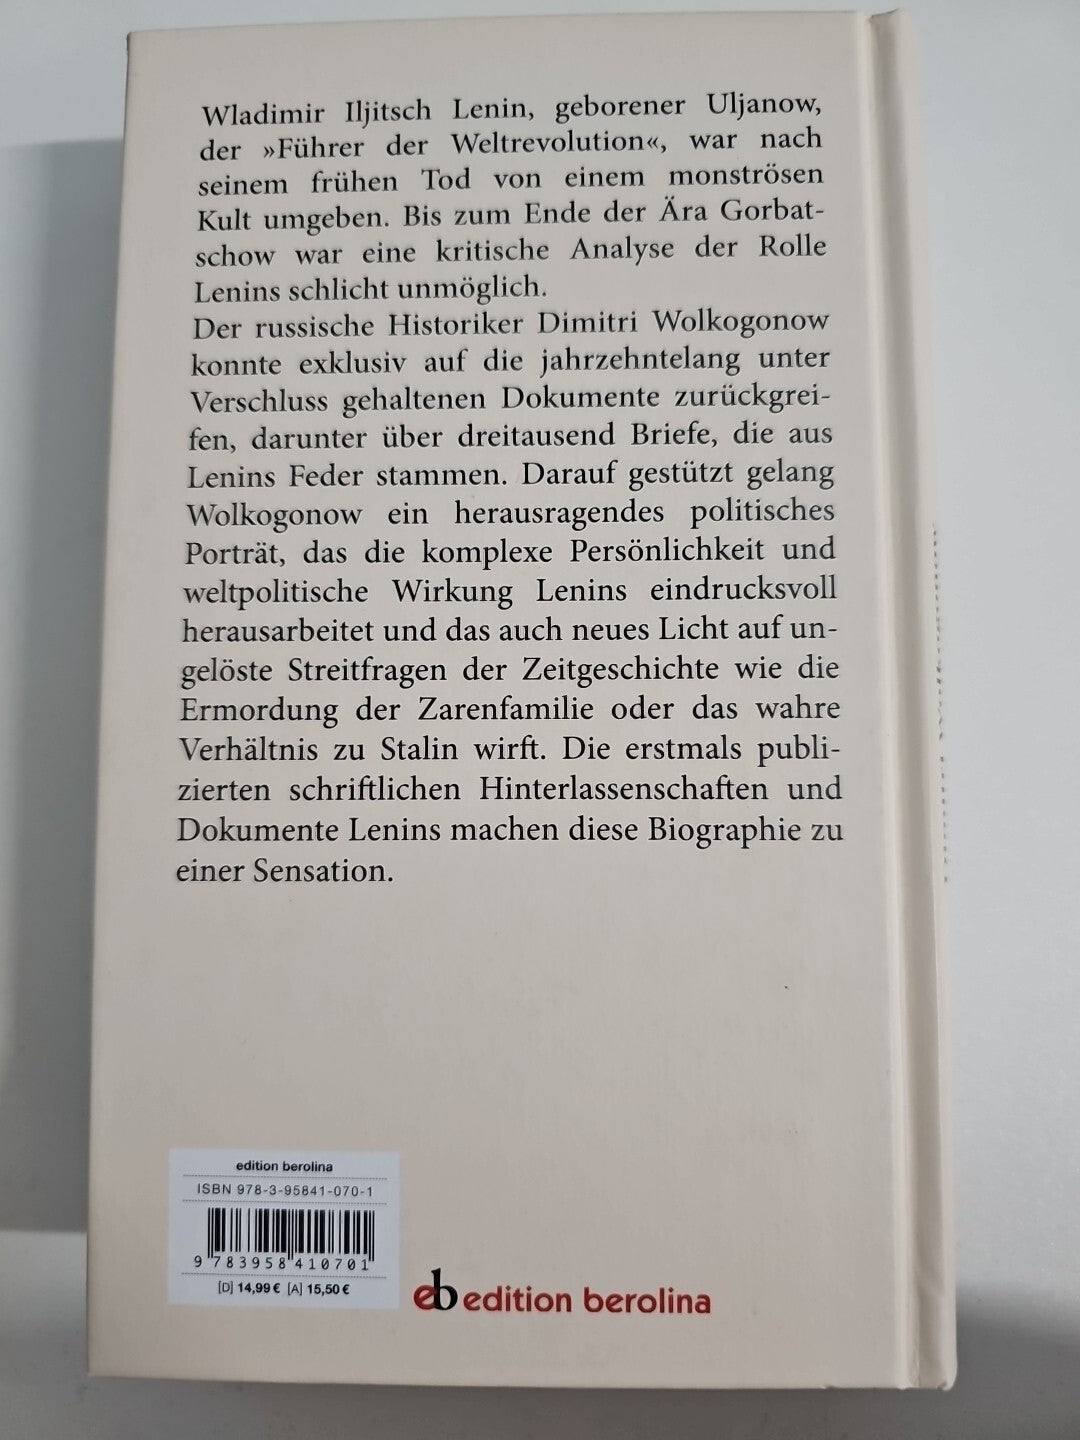 Wladimir Iljitsch Lenin, geborener Uljanow,
der »Führer der Weltrevolution«, war nach
seinem frühen Tod von einem monströsen
Kult umgeben. Bis zum Ende der Ära Gorbat-
schow war eine kritische Analyse der Rolle
Lenins schlicht unmöglich.
Der russische Historiker Dimitri Wolkogonow
konnte exklusiv auf die jahrzehntelang unter
Verschluss gehaltenen Dokumente zurückgrei-
fen, darunter über dreitausend Briefe, die aus
Lenins Feder stammen. Darauf gestützt gelang
Wolkogonow ein herausragendes politisches
Porträt, das die komplexe Persönlichkeit und
weltpolitische Wirkung Lenins eindrucksvoll
herausarbeitet und das auch neues Licht auf un-
gelöste Streitfragen der Zeitgeschichte wie die
Ermordung der Zarenfamilie oder das wahre
Verhältnis zu Stalin wirft. Die erstmals publi-
zierten schriftlichen Hinterlassenschaften und
Dokumente Lenins machen diese Biographie zu
einer Sensation.
edition berolina
ISBN 978-3-95841-070-1
9 783958 410701
[D] 14,99 € [A] 15,50 €
eb edition berolina